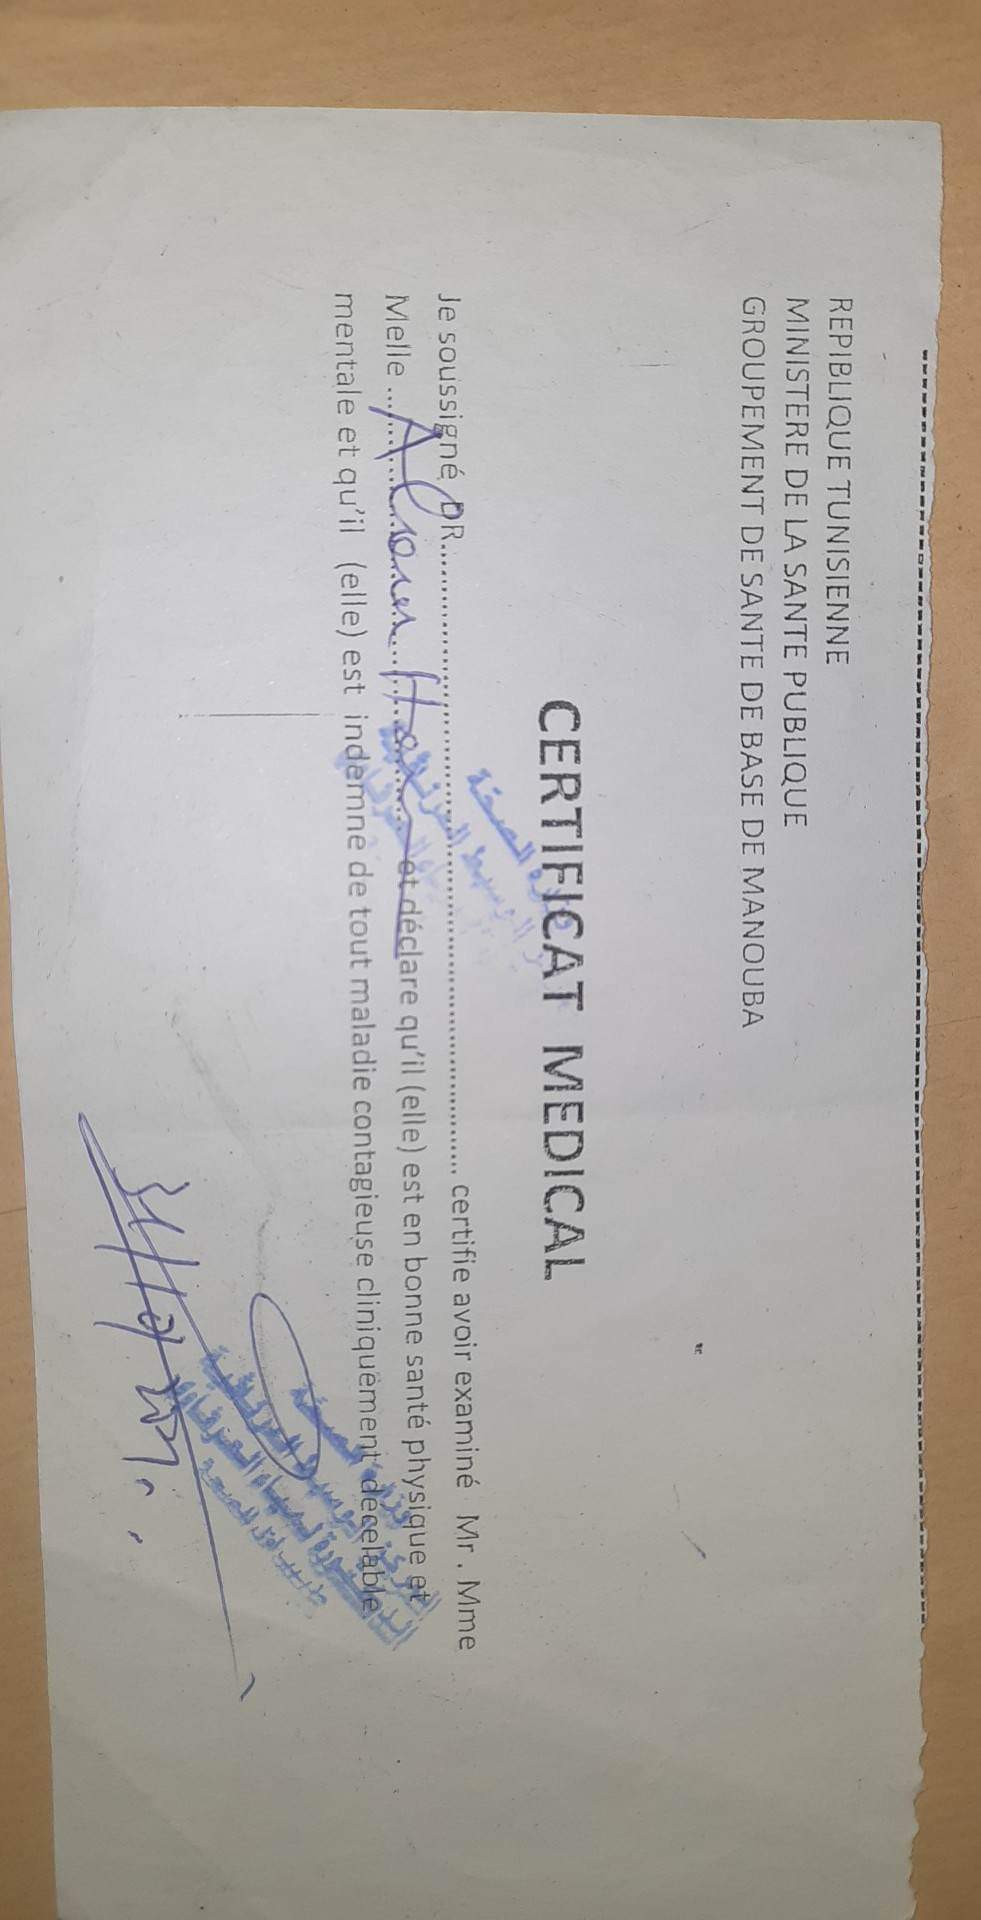 REPIBLIQUE TUNISIENNE
MINISTERE DE LA SANTE PUBLIQUE
GROUPEMENT DE SANTE DE BASE DE MANOUBA
CERTIFICAT MEDICAL
Je soussigné DR.................................................. certifie avoir examiné Mr . Mme
Melle ........................ et déclare qu'il (elle) est en bonne santé physique et
mentale et qu'il (elle) est indemne de tout maladie contagieuse cliniquement décelable